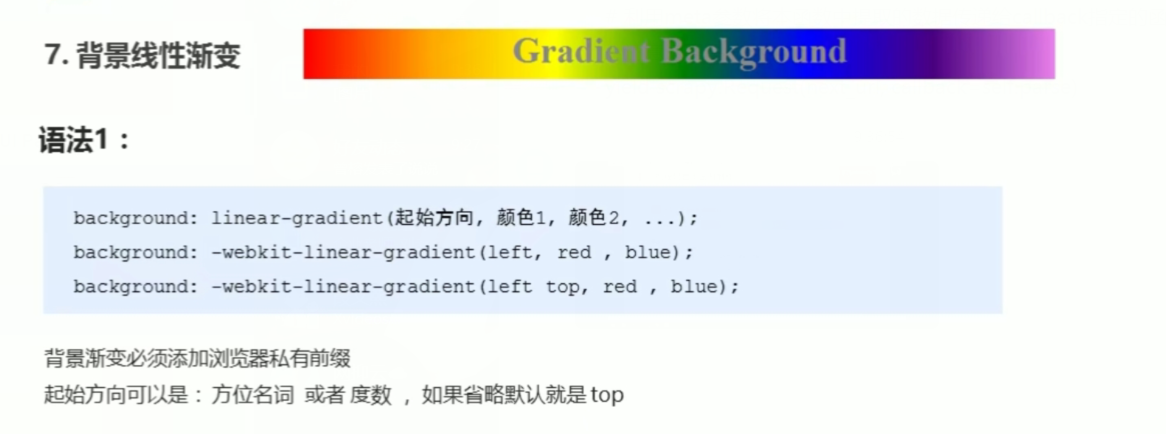 7. 背景线性渐变
Gradient Background
语法1：
background: linear-gradient(起始方向, 颜色1, 颜色2, ...);
background: -webkit-linear-gradient(left, red , blue);
background: -webkit-linear-gradient(left top, red , blue);
背景渐变必须添加浏览器私有前缀
起始方向可以是： 方位名词 或者 度数 ， 如果省略默认就是 top